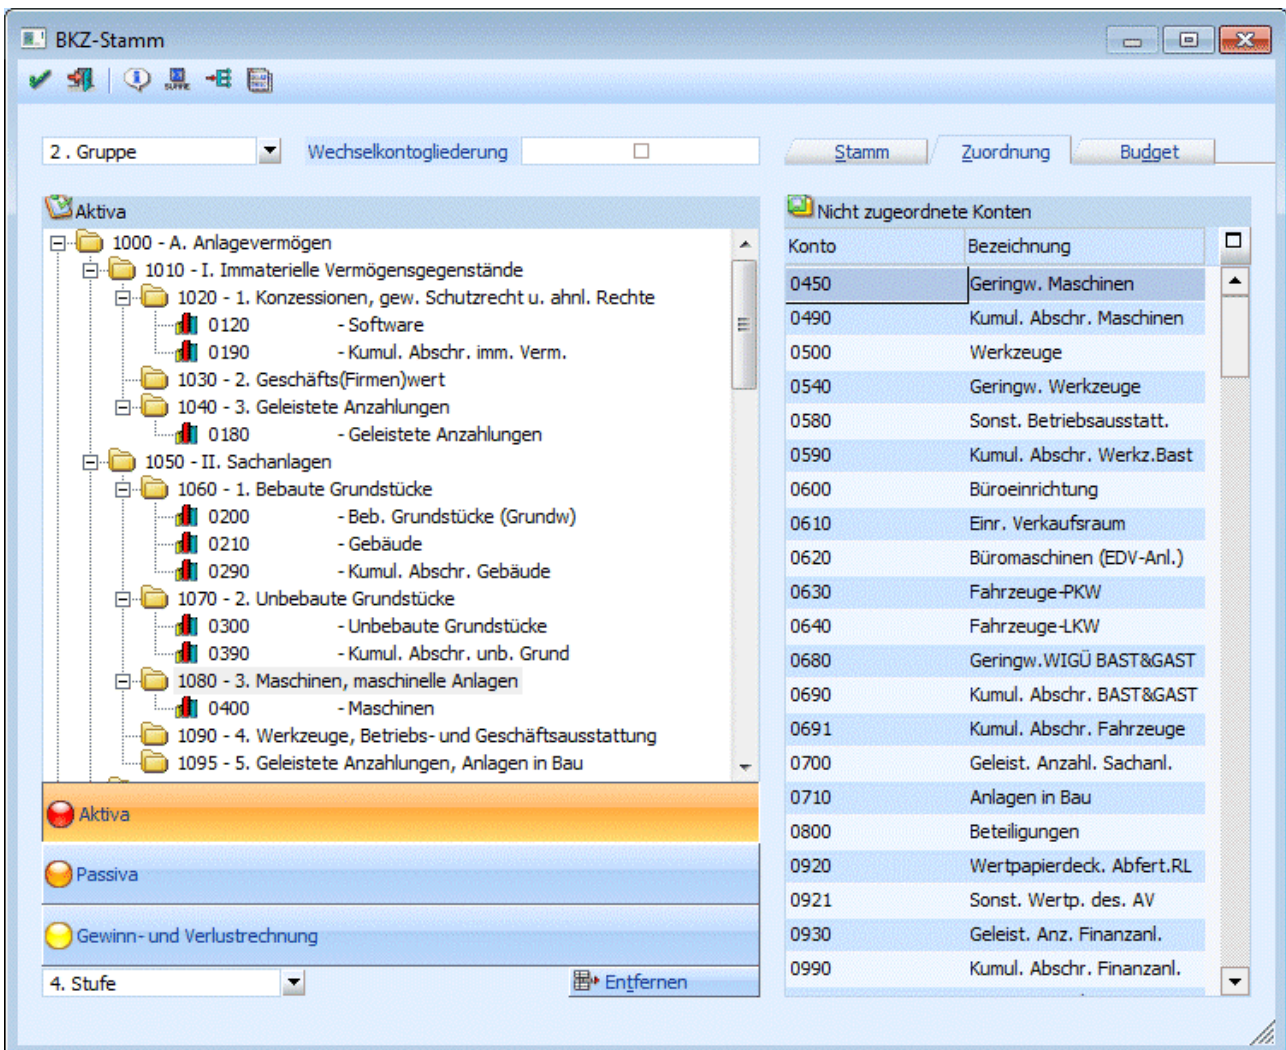 BKZ-Stamm
2 . Gruppe
Wechselkontogliederung
Stamm
Zuordnung
Budget
Aktiva
1000 - A. Anlagevermögen
1010 - I. Immaterielle Vermögensgegenstände
1020 - 1. Konzessionen, gew. Schutzrecht u. ahnl. Rechte
0120 - Software
0190 - Kumul. Abschr. imm. Verm.
1030 - 2. Geschäfts(Firmen)wert
1040 - 3. Geleistete Anzahlungen
0180 - Geleistete Anzahlungen
1050 - II. Sachanlagen
1060 - 1. Bebaute Grundstücke
0200 - Beb. Grundstücke (Grundw)
0210 - Gebäude
0290 - Kumul. Abschr. Gebäude
1070 - 2. Unbebaute Grundstücke
0300 - Unbebaute Grundstücke
0390 - Kumul. Abschr. unb. Grund
1080 - 3. Maschinen, maschinelle Anlagen
0400 - Maschinen
1090 - 4. Werkzeuge, Betriebs- und Geschäftsausstattung
1095 - 5. Geleistete Anzahlungen, Anlagen in Bau
Aktiva
Passiva
Gewinn- und Verlustrechnung
4. Stufe
Entfernen
Nicht zugeordnete Konten
Konto Bezeichnung
0450 Geringw. Maschinen
0490 Kumul. Abschr. Maschinen
0500 Werkzeuge
0540 Geringw. Werkzeuge
0580 Sonst. Betriebsausstatt.
0590 Kumul. Abschr. Werkz.Bast
0600 Büroeinrichtung
0610 Einr. Verkaufsraum
0620 Büromaschinen (EDV-Anl.)
0630 Fahrzeuge-PKW
0640 Fahrzeuge-LKW
0680 Geringw.WIGÜ BAST&GAST
0690 Kumul. Abschr. BAST&GAST
0691 Kumul. Abschr. Fahrzeuge
0700 Geleist. Anzahl. Sachanl.
0710 Anlagen in Bau
0800 Beteiligungen
0920 Wertpapierdeck. Abfert.RL
0921 Sonst. Wertp. des. AV
0930 Geleist. Anz. Finanzanl.
0990 Kumul. Abschr. Finanzanl.